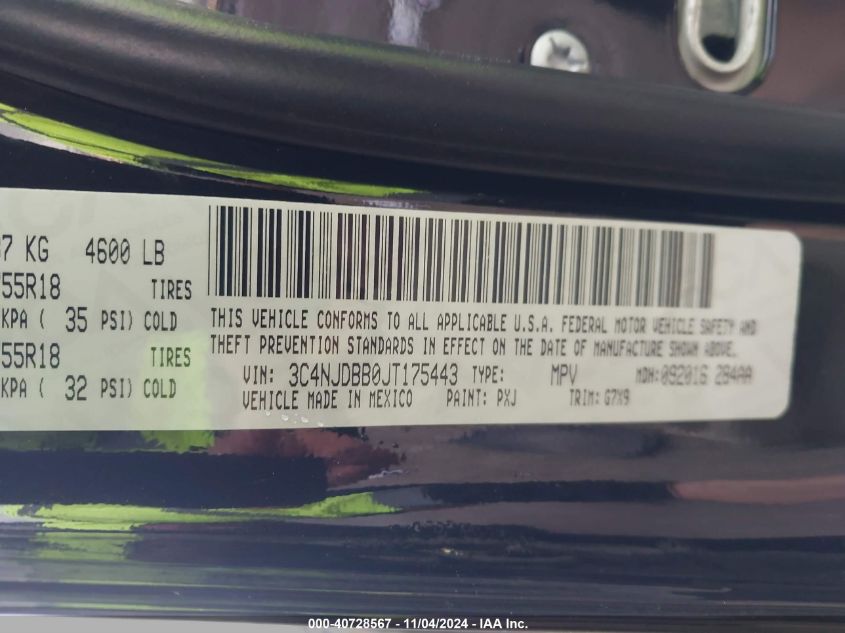 37 KG 4600 LB
55R18 TIRES
KPA ( 35 PSI) COLD
55R18 TIRES
KPA ( 32 PSI) COLD
THIS VEHICLE CONFORMS TO ALL APPLICABLE U.S.A. FEDERAL MOTOR VEHICLE SAFETY AND
THEFT PREVENTION STANDARDS IN EFFECT ON THE DATE OF MANUFACTURE SHOWN ABOVE.
VIN: 3C4NJDBB0JT175443 TYPE: MPV MDH: 092016 284AA
VEHICLE MADE IN MEXICO PAINT: PXJ TRIM: G7X9
000-40728567 - 11/04/2024 - IAA Inc.